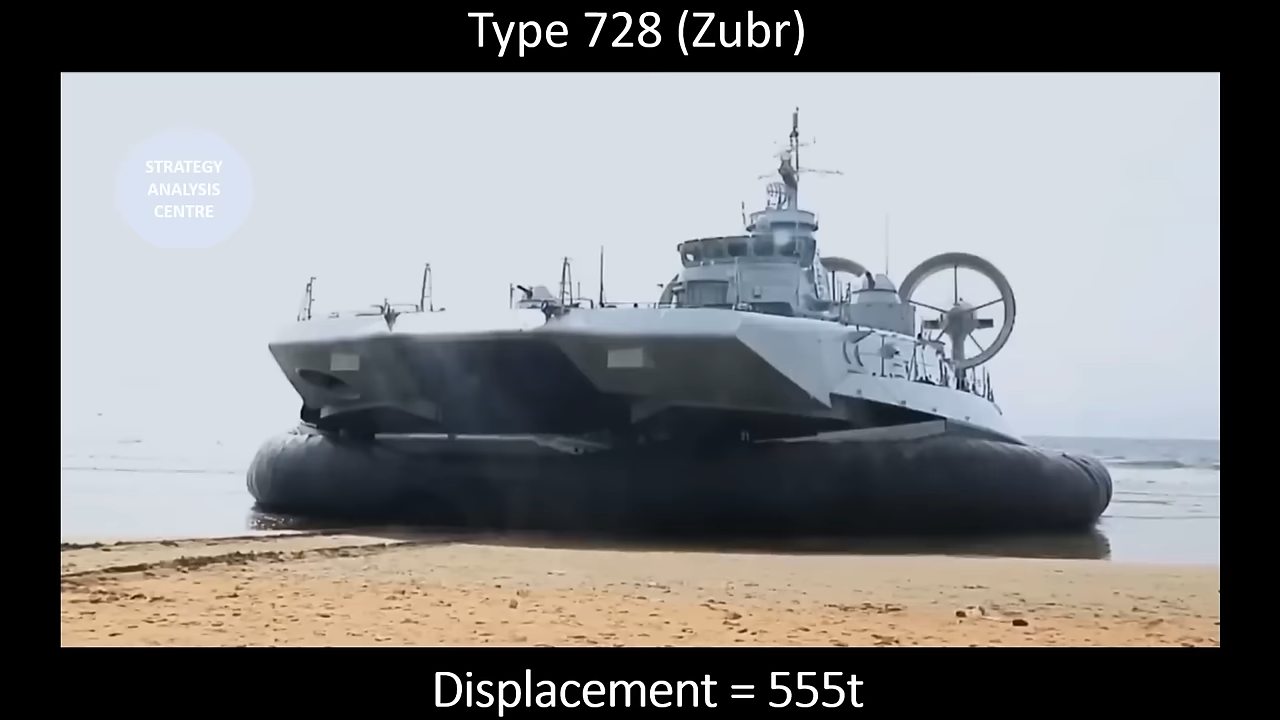 Type 728 (Zubr)
STRATEGY
ANALYSIS
CENTRE
Displacement = 555t